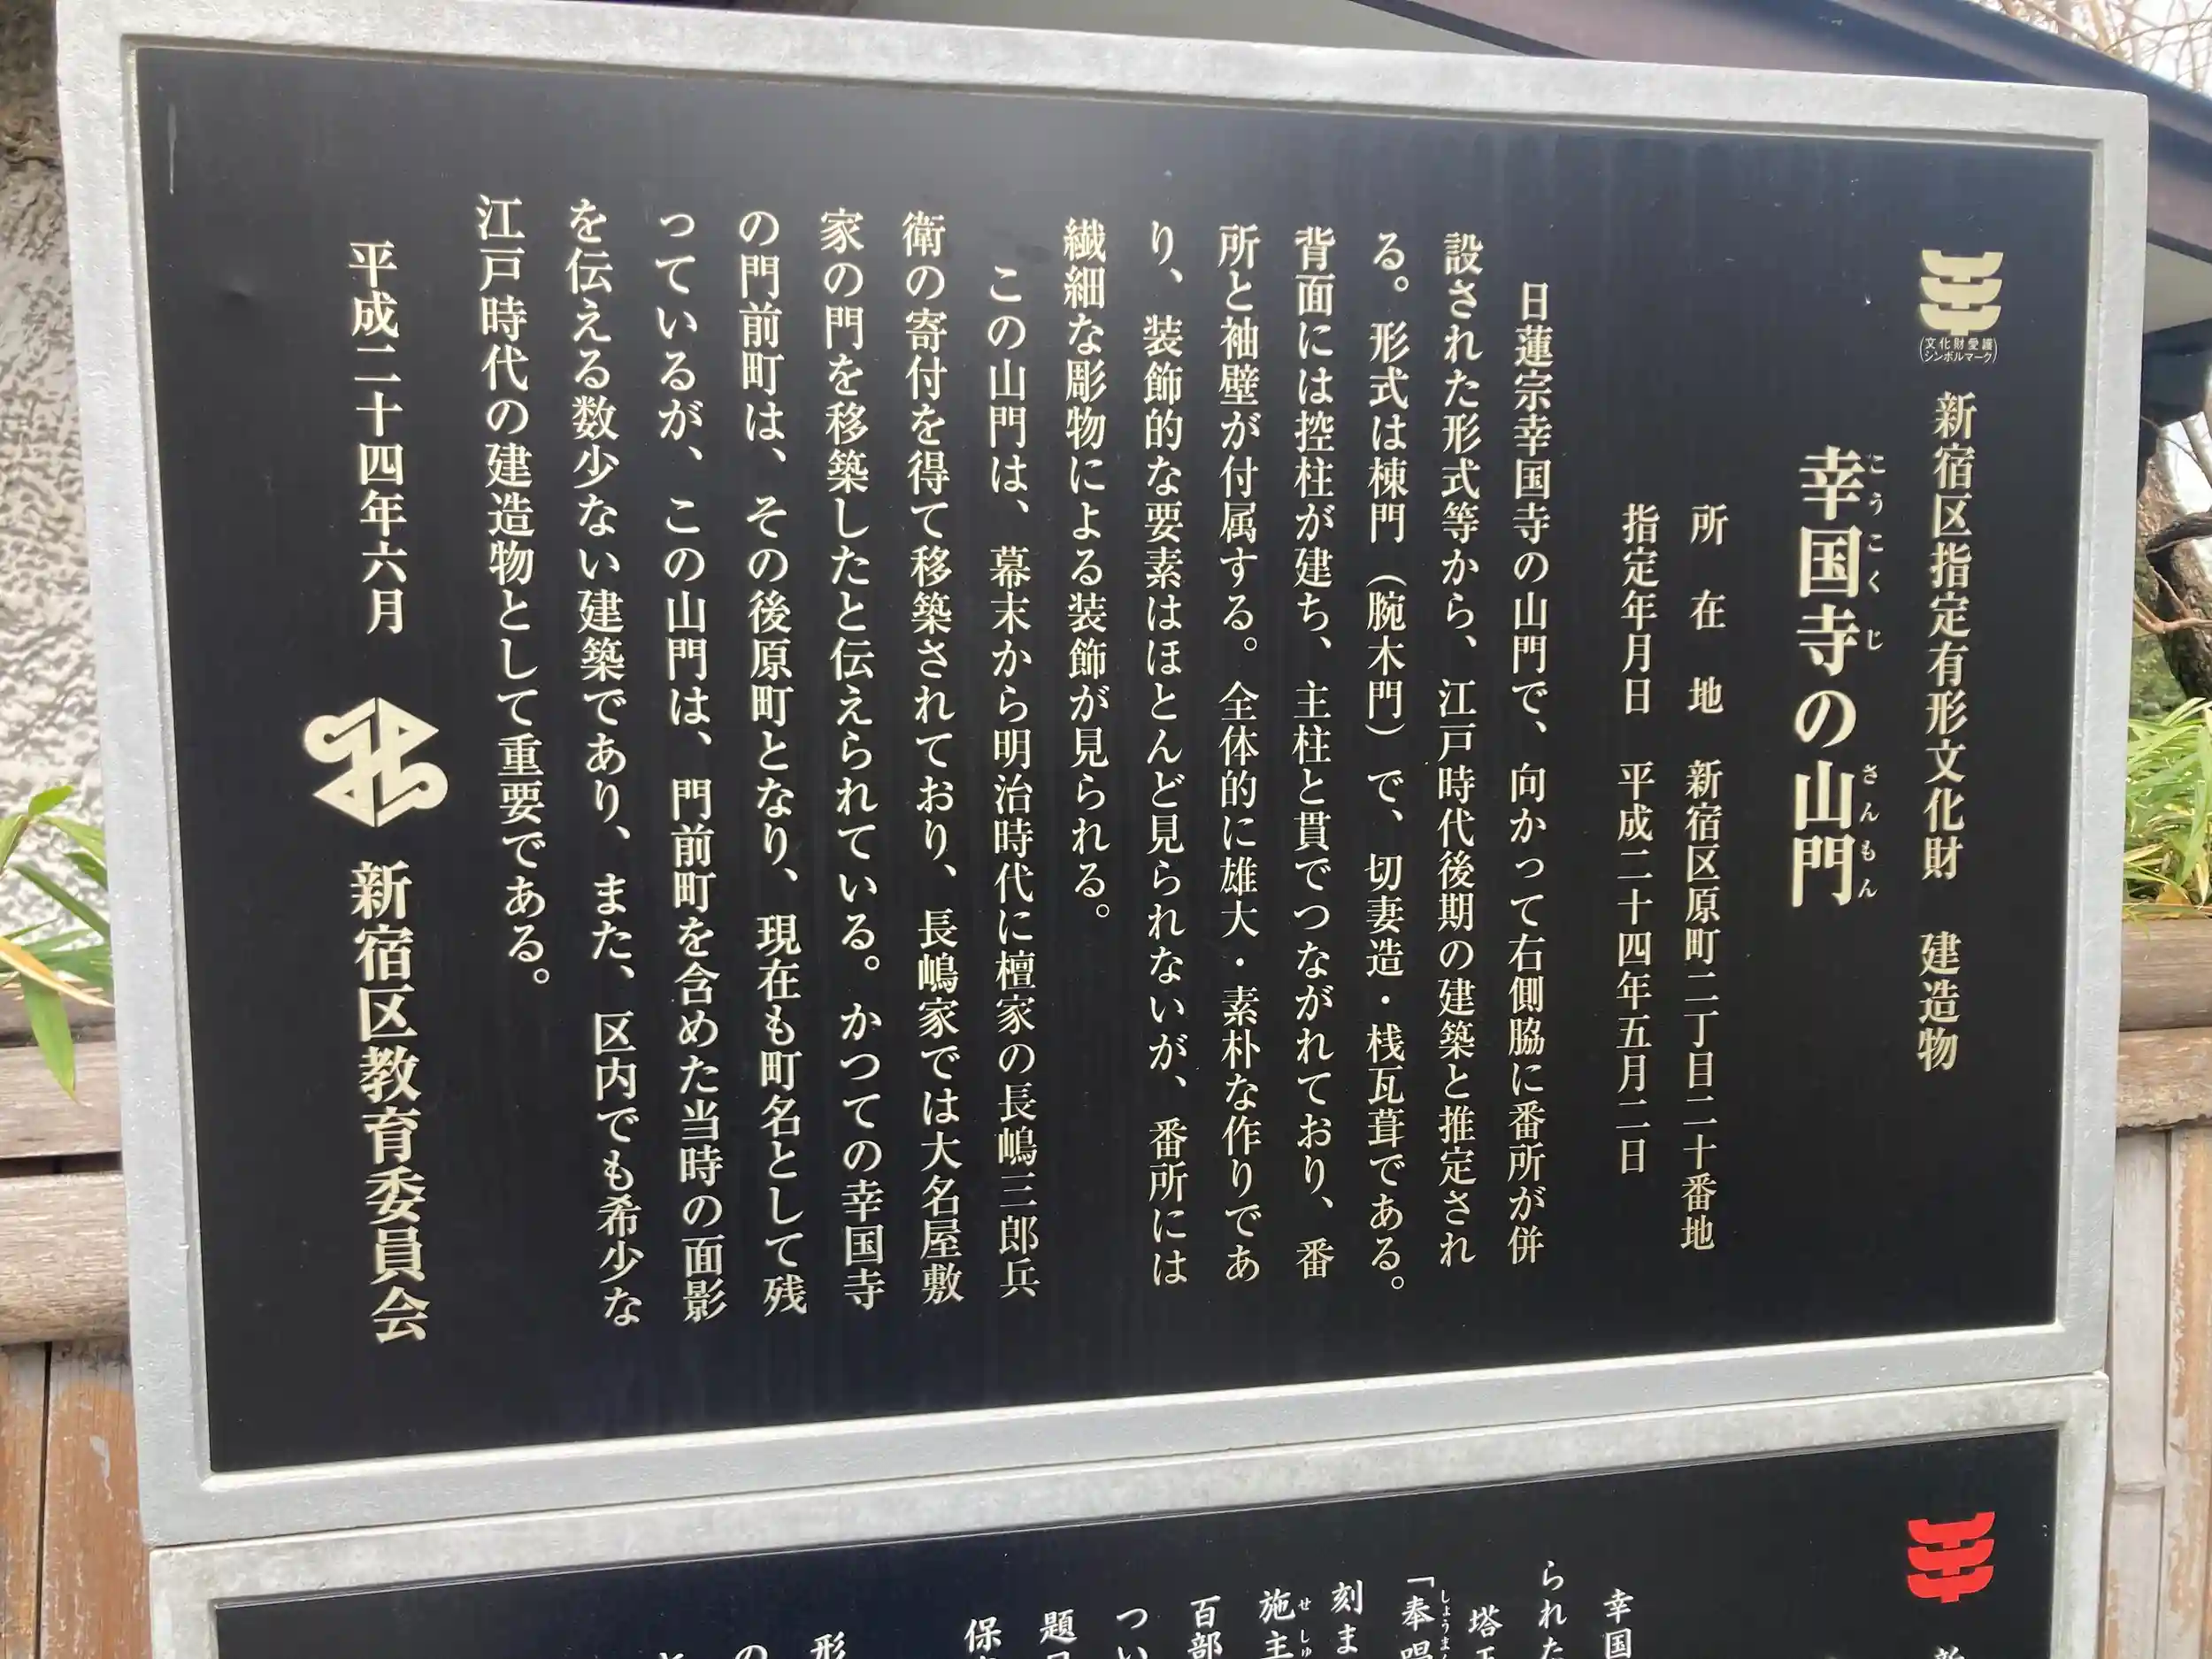 文化財愛護
シンボルマーク
新宿区指定有形文化財　建造物
こうこくじ　さんもん
幸国寺の山門
所　在　地　新宿区原町二丁目二十番地
指定年月日　平成二十四年五月二日
日蓮宗幸国寺の山門で、向かって右側脇に番所が併
設された形式等から、江戸時代後期の建築と推定され
る。形式は棟門（腕木門）で、切妻造・桟瓦葺である。
背面には控柱が建ち、主柱と貫でつながれており、番
所と袖壁が付属する。全体的に雄大・素朴な作りであ
り、装飾的な要素はほとんど見られないが、番所には
繊細な彫物による装飾が見られる。
この山門は、幕末から明治時代に檀家の長嶋三郎兵
衛の寄付を得て移築されており、長嶋家では大名屋敷
家の門を移築したと伝えられている。かつての幸国寺
の門前町は、その後原町となり、現在も町名として残
っているが、この山門は、門前町を含めた当時の面影
を伝える数少ない建築であり、また、区内でも希少な
江戸時代の建造物として重要である。
平成二十四年六月
新宿区教育委員会
幸国
られた
塔
しょうま
「奉唱
刻ま
せしゅ
施主
百部
つい
題
保
形
の